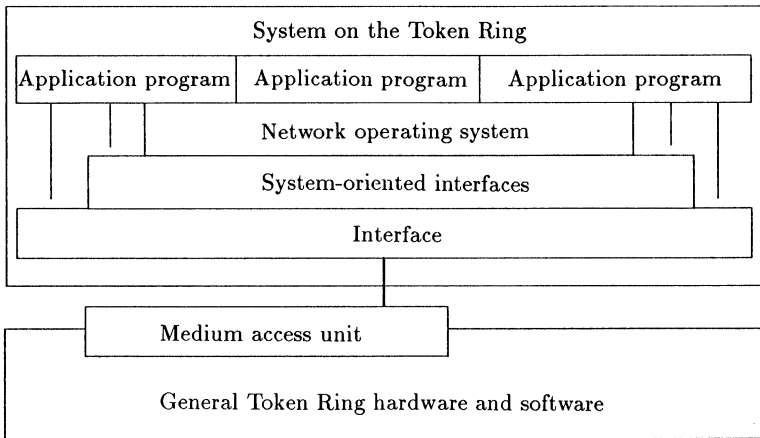 System on the Token Ring
Application program Application program Application program
Network operating system
System-oriented interfaces
Interface
Medium access unit
General Token Ring hardware and software